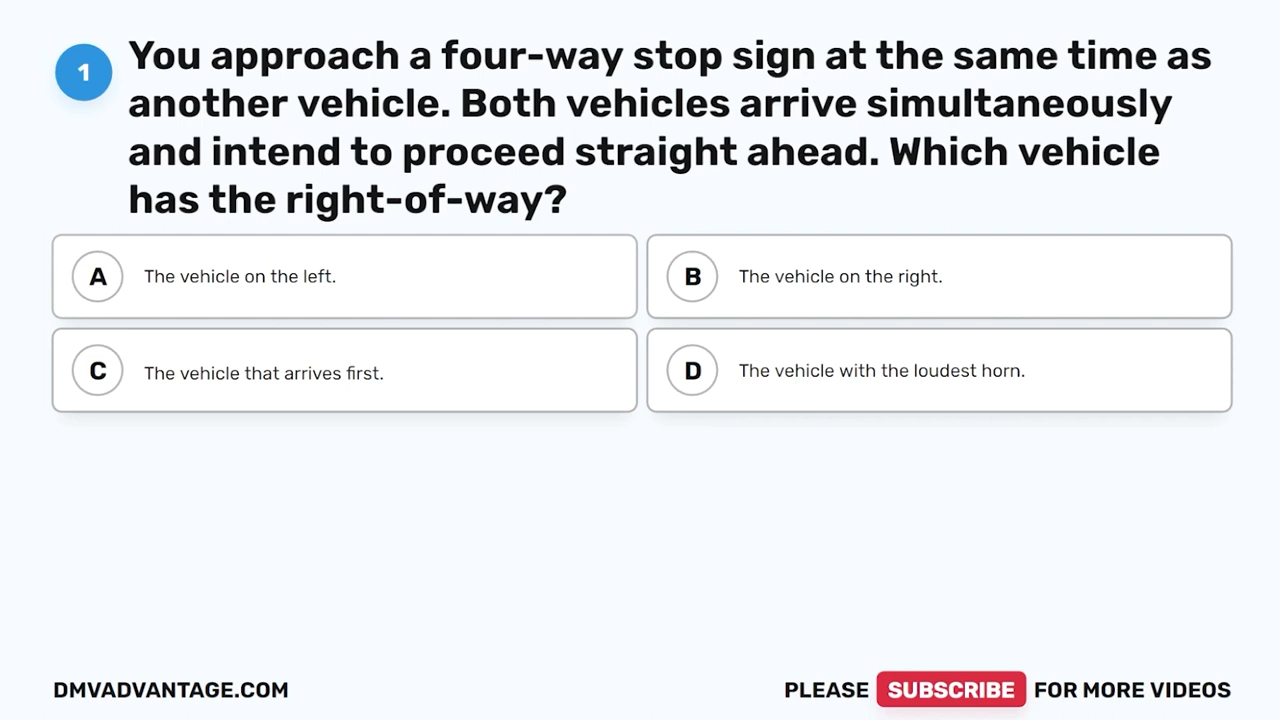 1
You approach a four-way stop sign at the same time as
another vehicle. Both vehicles arrive simultaneously
and intend to proceed straight ahead. Which vehicle
has the right-of-way?
A The vehicle on the left.
B The vehicle on the right.
C The vehicle that arrives first.
D The vehicle with the loudest horn.
DMVADVANTAGE.COM
PLEASE SUBSCRIBE FOR MORE VIDEOS